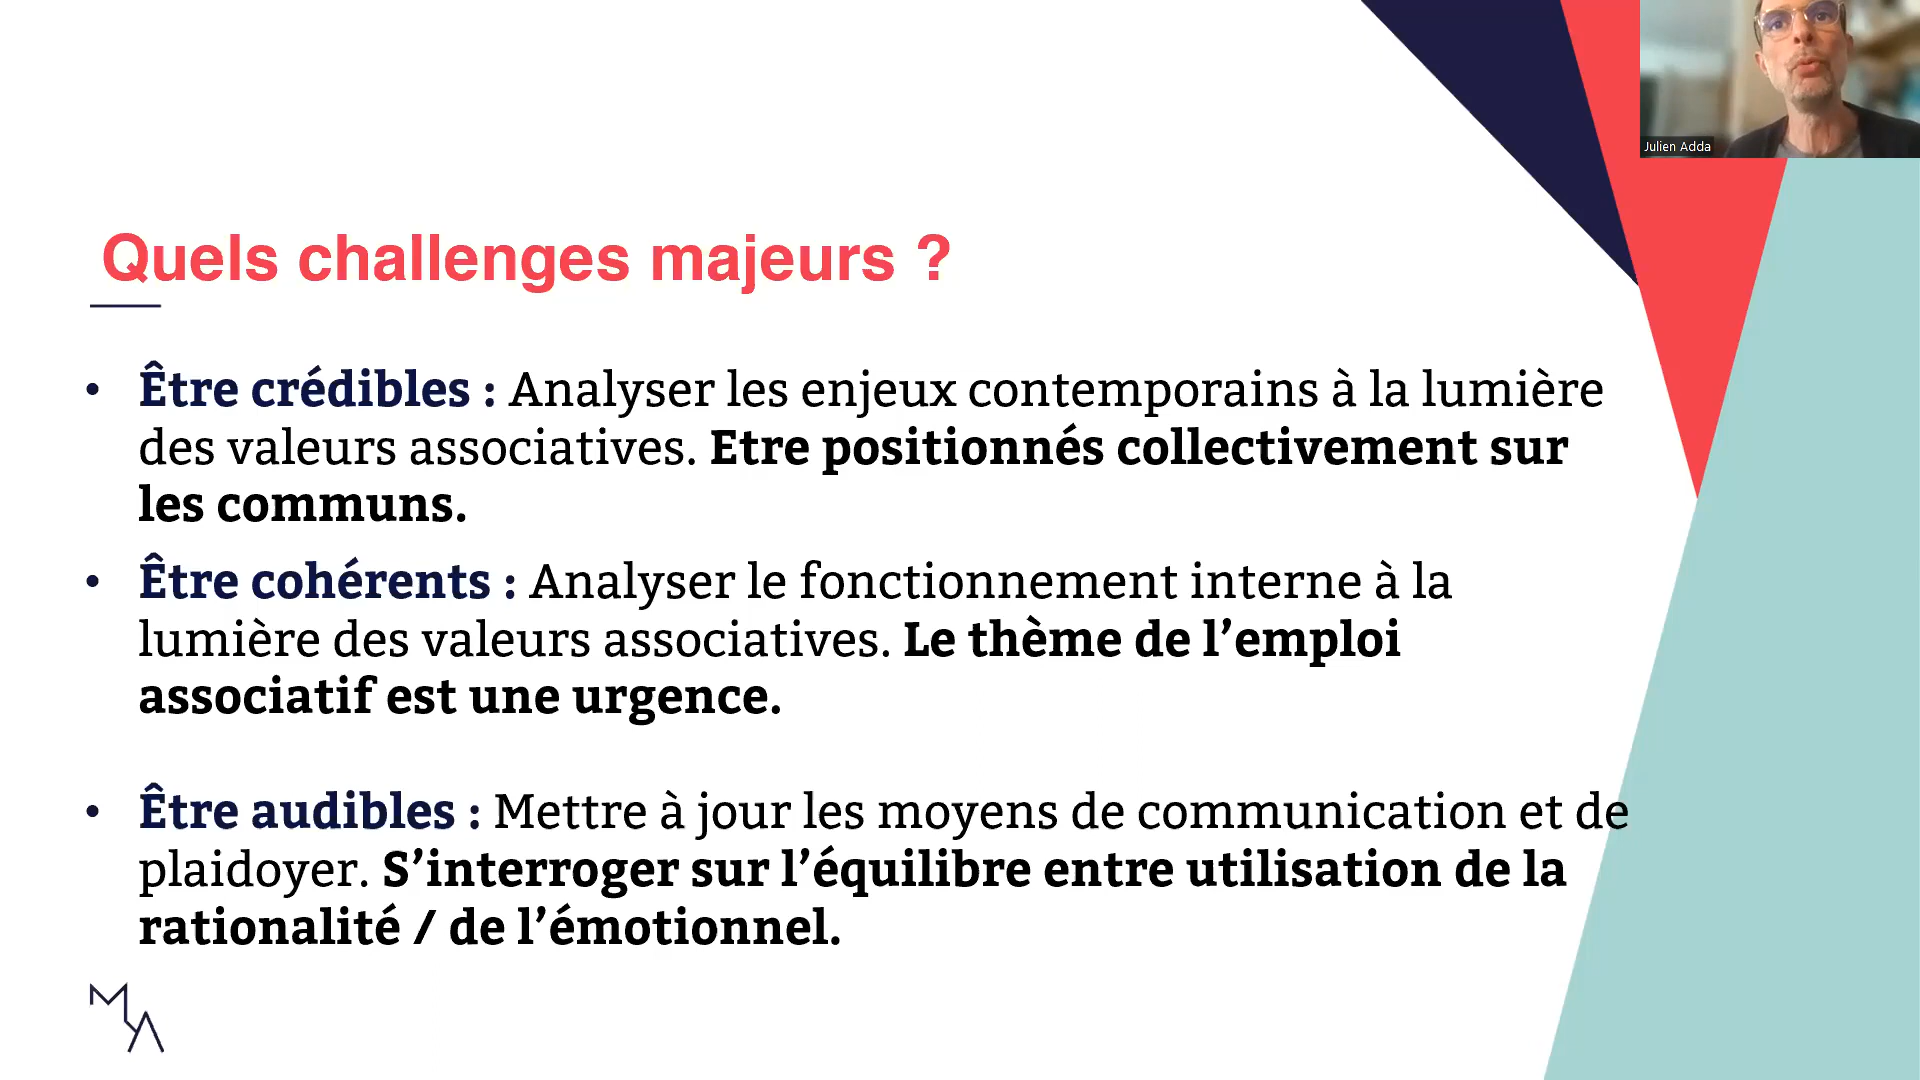 Julien Adda
Quels challenges majeurs ?
• Être crédibles : Analyser les enjeux contemporains à la lumière
des valeurs associatives. Etre positionnés collectivement sur
les communs.
• Être cohérents : Analyser le fonctionnement interne à la
lumière des valeurs associatives. Le thème de l’emploi
associatif est une urgence.
• Être audibles : Mettre à jour les moyens de communication et de
plaidoyer. S’interroger sur l’équilibre entre utilisation de la
rationalité / de l’émotionnel.